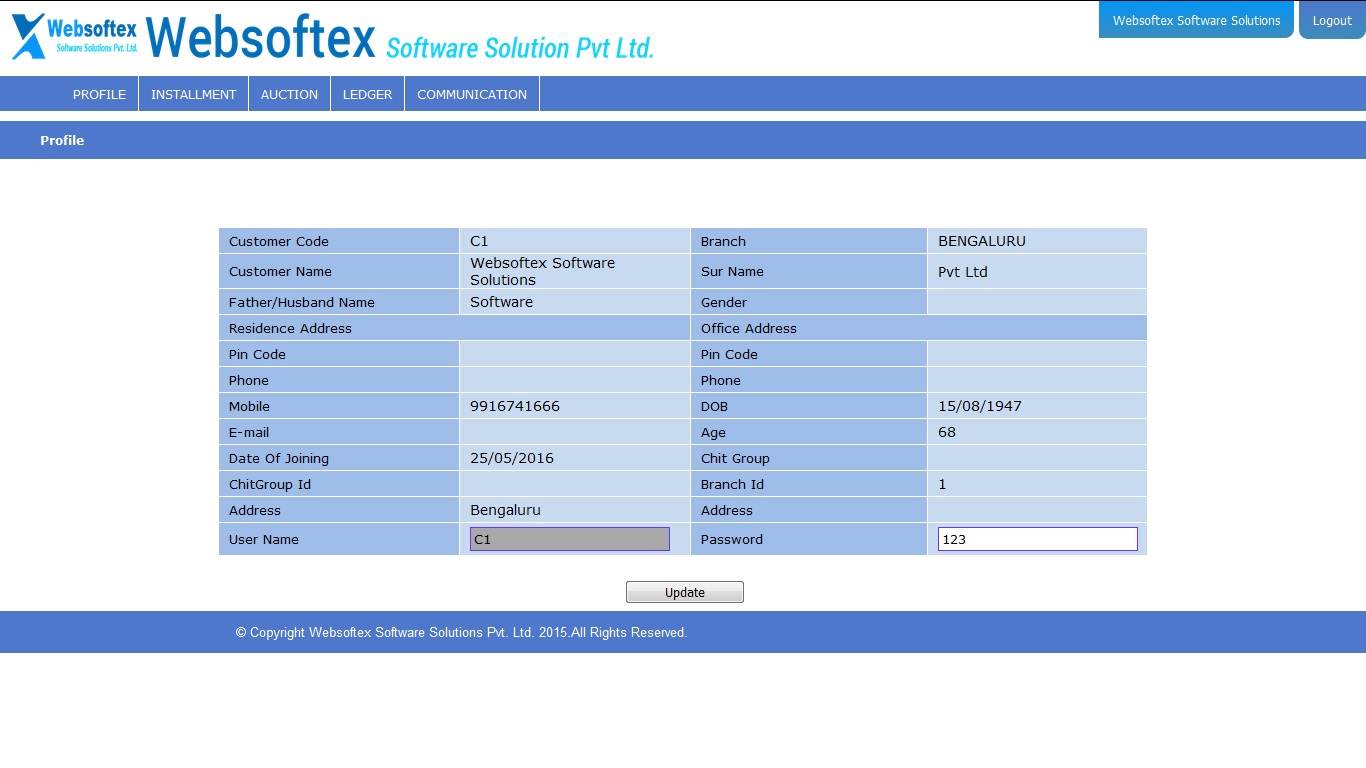 Websoftex
Software Solutions Pvt. Ltd.
Websoftex Software Solution Pvt Ltd.
Websoftex Software Solutions
Logout
PROFILE INSTALLMENT AUCTION LEDGER COMMUNICATION
Profile
Customer Code C1 Branch BENGALURU
Customer Name Websoftex Software Solutions Sur Name Pvt Ltd
Father/Husband Name Software Gender
Residence Address Office Address
Pin Code Pin Code
Phone Phone
Mobile 9916741666 DOB 15/08/1947
E-mail Age 68
Date Of Joining 25/05/2016 Chit Group
ChitGroup Id Branch Id 1
Address Bengaluru Address
User Name C1 Password 123
Update
© Copyright Websoftex Software Solutions Pvt. Ltd. 2015.All Rights Reserved.